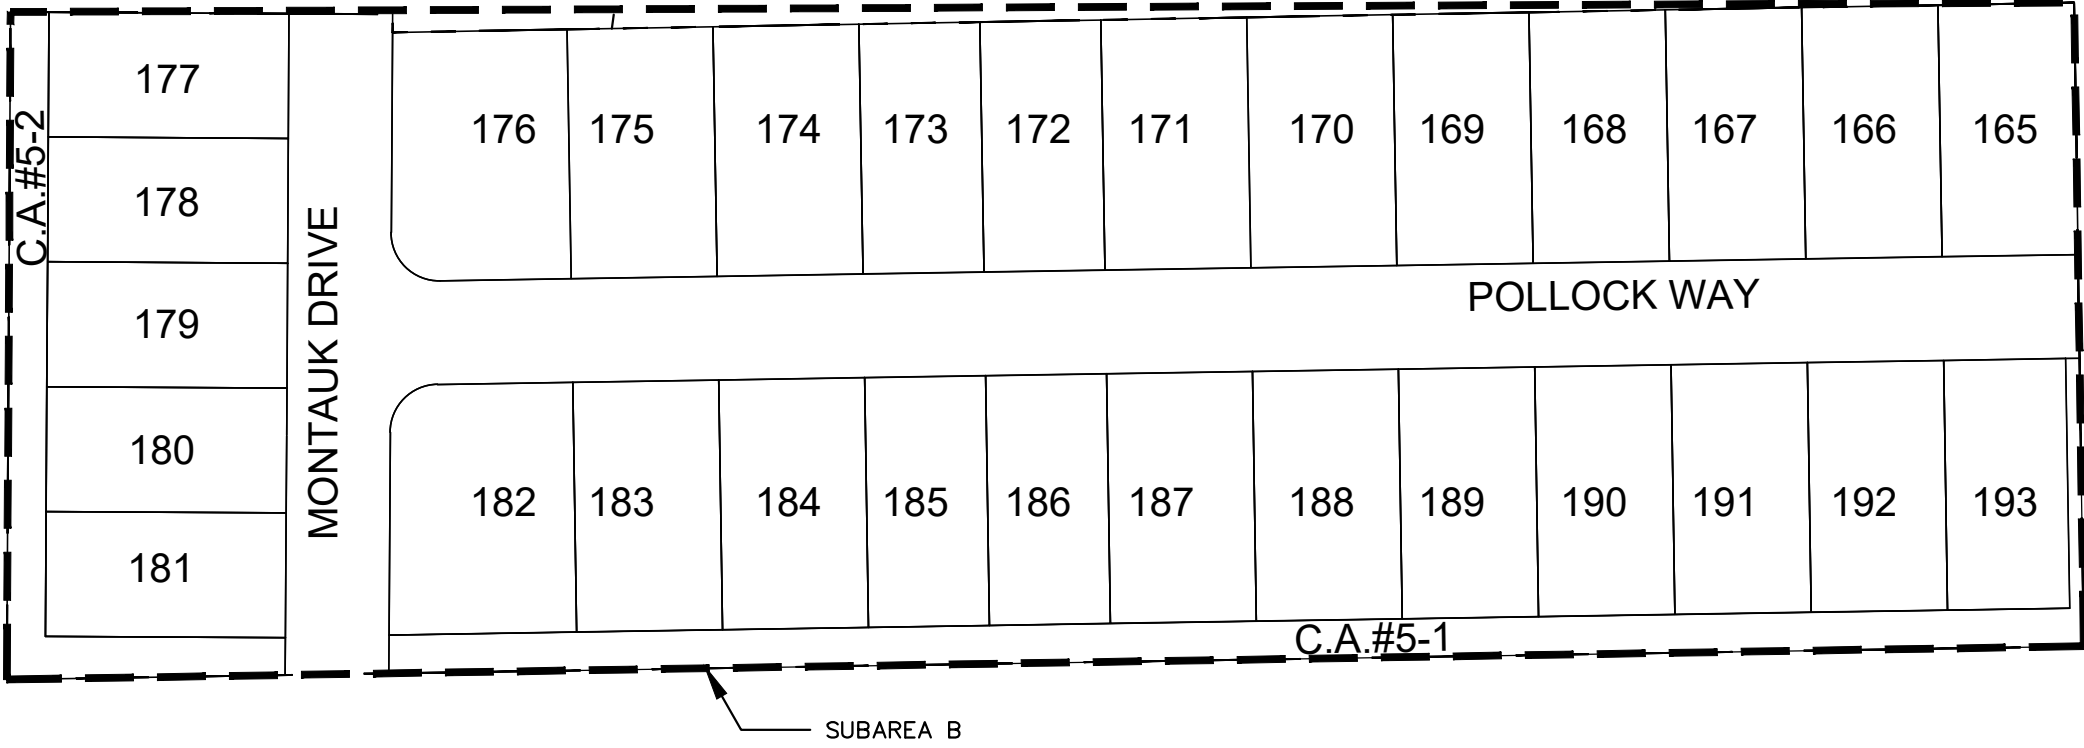 177
C.A.#5-2
178
179
180
181
MONTAUK DRIVE
176 175 174 173 172 171 170 169 168 167 166 165
POLLOCK WAY
182 183 184 185 186 187 188 189 190 191 192 193
C.A.#5-1
SUBAREA B